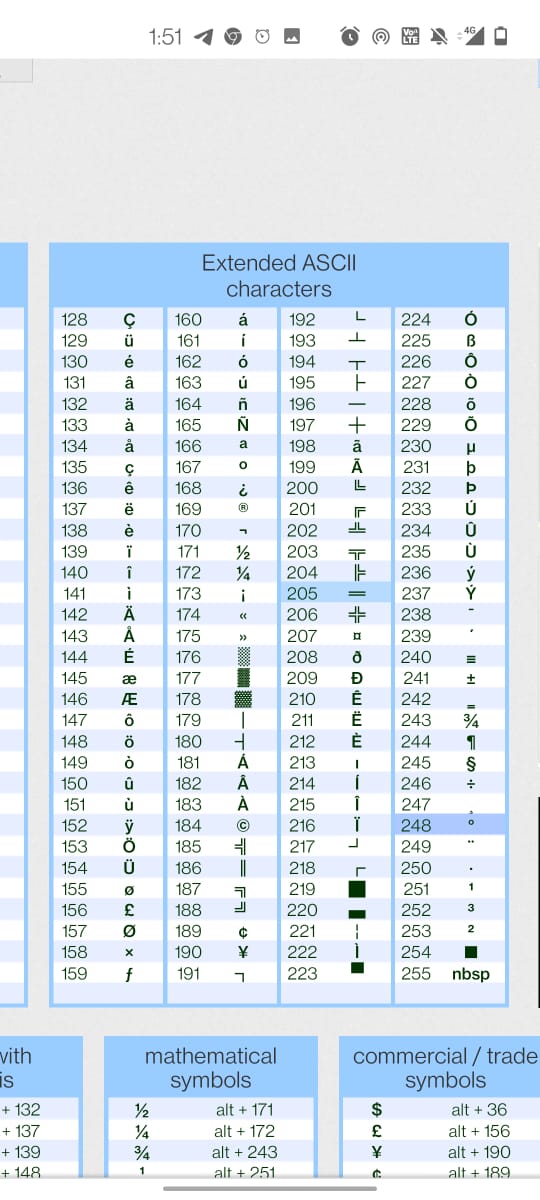 1:51
4G
Vo))
LTE
Extended ASCII
characters
128 Ç 160 á 192 └ 224 Ó
129 ü 161 í 193 ┴ 225 ß
130 é 162 ó 194 ┬ 226 Ô
131 â 163 ú 195 ├ 227 Ò
132 ä 164 ñ 196 ─ 228 õ
133 à 165 Ñ 197 ┼ 229 Õ
134 å 166 ª 198 ã 230 µ
135 ç 167 º 199 Ã 231 þ
136 ê 168 ¿ 200 ╚ 232 Þ
137 ë 169 ® 201 ╔ 233 Ú
138 è 170 ¬ 202 ╩ 234 Û
139 ï 171 ½ 203 ╦ 235 Ù
140 î 172 ¼ 204 ╠ 236 ý
141 ì 173 ¡ 205 ═ 237 Ý
142 Ä 174 « 206 ╬ 238 ¯
143 Å 175 » 207 ¤ 239 ´
144 É 176 ░ 208 ð 240 ≡
145 æ 177 ▒ 209 Ð 241 ±
146 Æ 178 ▓ 210 Ê 242 ‗
147 ô 179 │ 211 Ë 243 ¾
148 ö 180 ┤ 212 È 244 ¶
149 ò 181 Á 213 ı 245 §
150 û 182 Â 214 Í 246 ÷
151 ù 183 À 215 Î 247 ¸
152 ÿ 184 © 216 Ï 248 °
153 Ö 185 ╣ 217 ┘ 249 ¨
154 Ü 186 ║ 218 ┌ 250 ·
155 ø 187 ╗ 219 █ 251 ¹
156 £ 188 ╝ 220 ▄ 252 ³
157 Ø 189 ¢ 221 ¦ 253 ²
158 × 190 ¥ 222 Ì 254 ■
159 ƒ 191 ┐ 223 ▀ 255 nbsp
with mathematical commercial / trade
is symbols symbols
+ 132 ½ alt + 171 $ alt + 36
+ 137 ¼ alt + 172 £ alt + 156
+ 139 ¾ alt + 243 ¥ alt + 190
+ 148 ¹ alt + 251 ¢ alt + 189